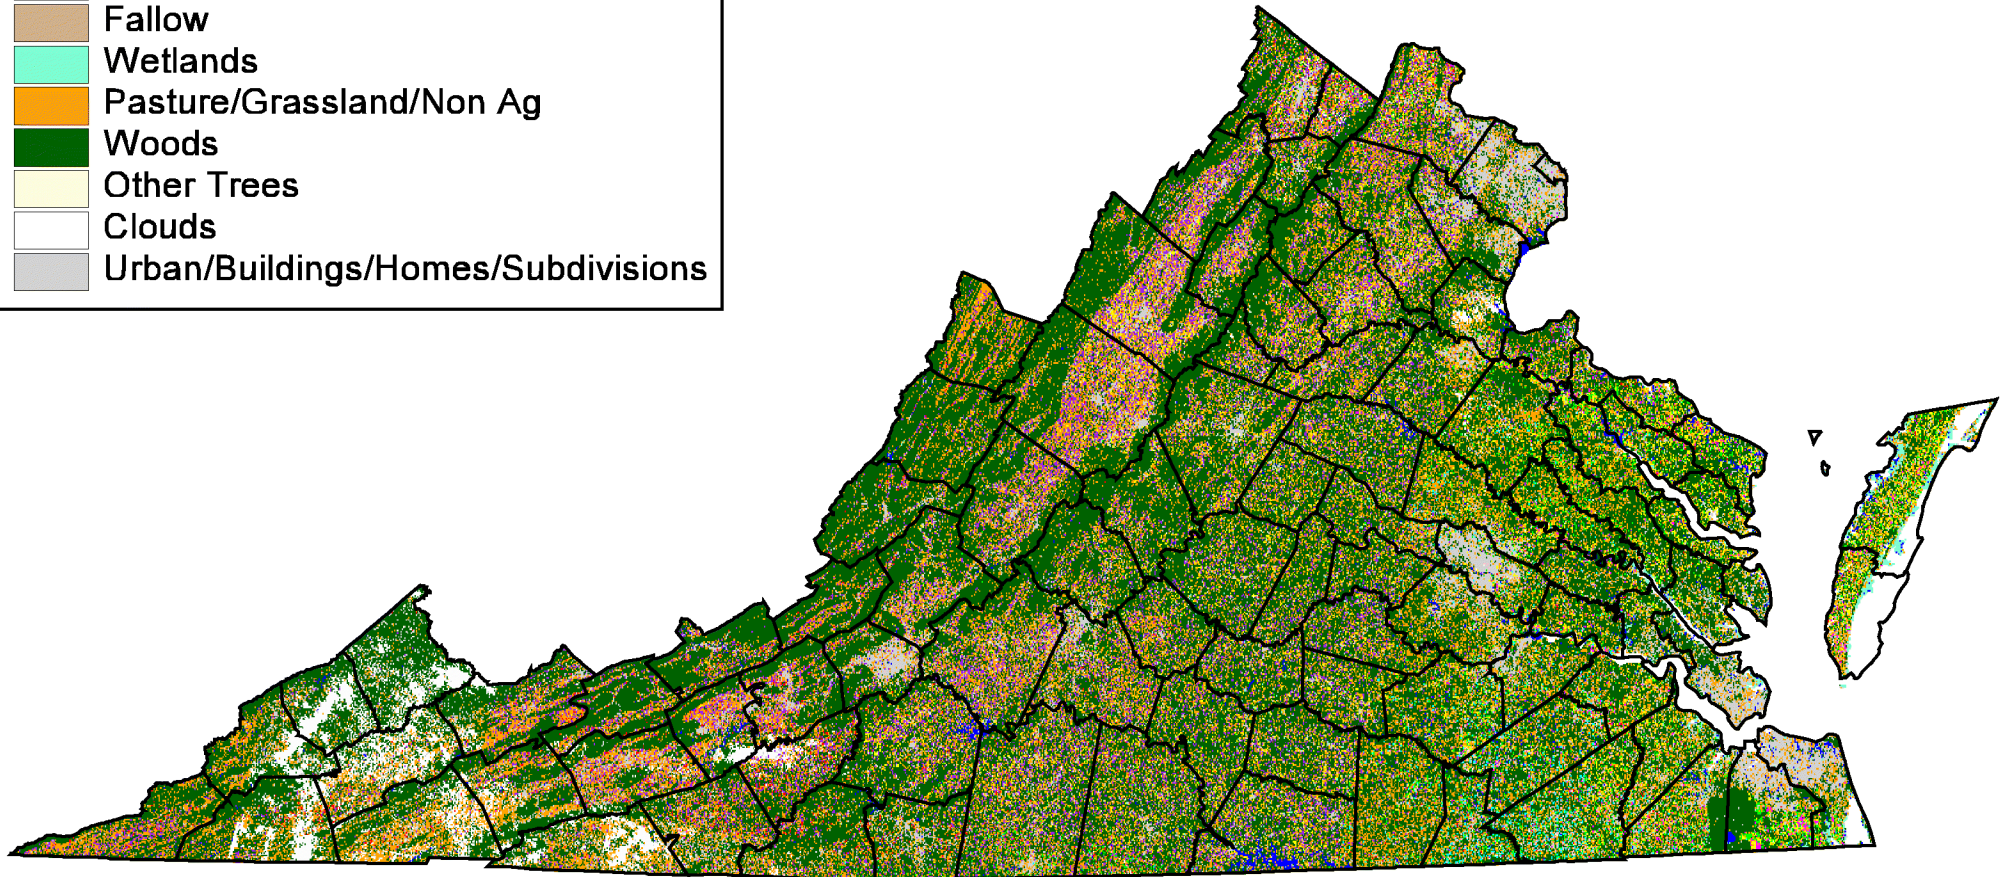 Fallow
Wetlands
Pasture/Grassland/Non Ag
Woods
Other Trees
Clouds
Urban/Buildings/Homes/Subdivisions